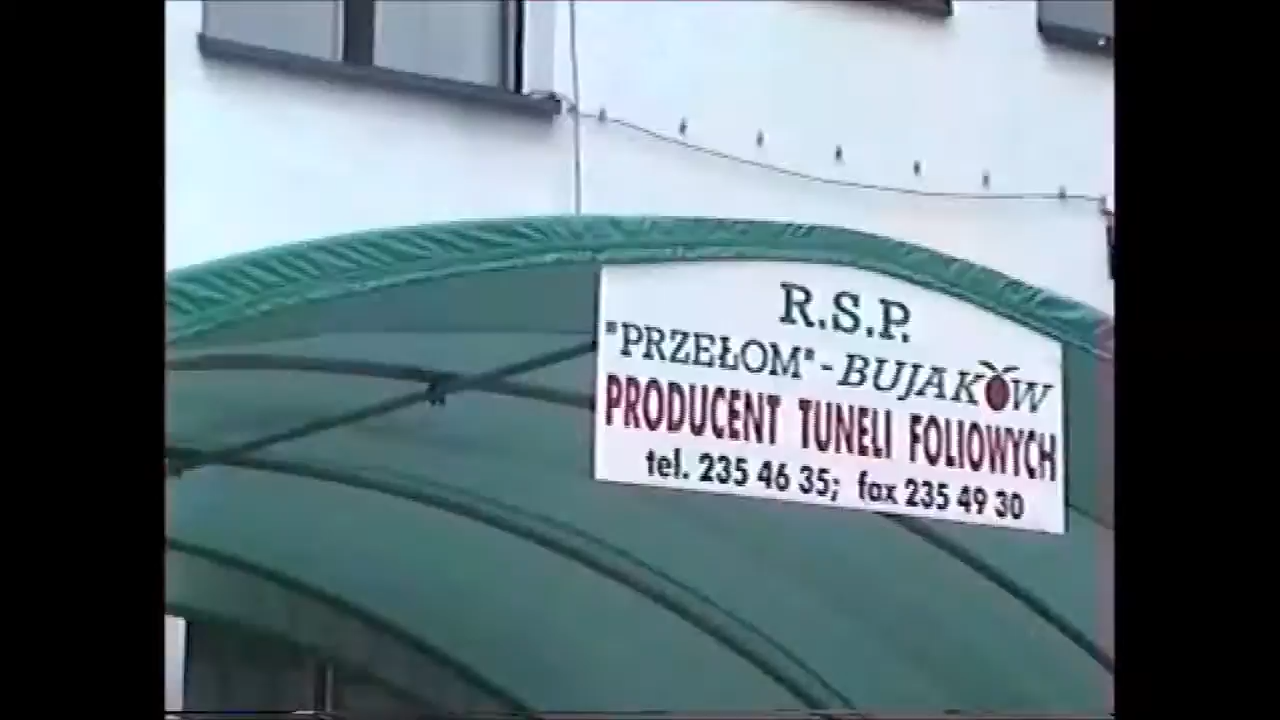 R.S.P.
"PRZEŁOM" - BUJAKÓW
PRODUCENT TUNELI FOLIOWYCH
tel. 235 46 35; fax 235 49 30